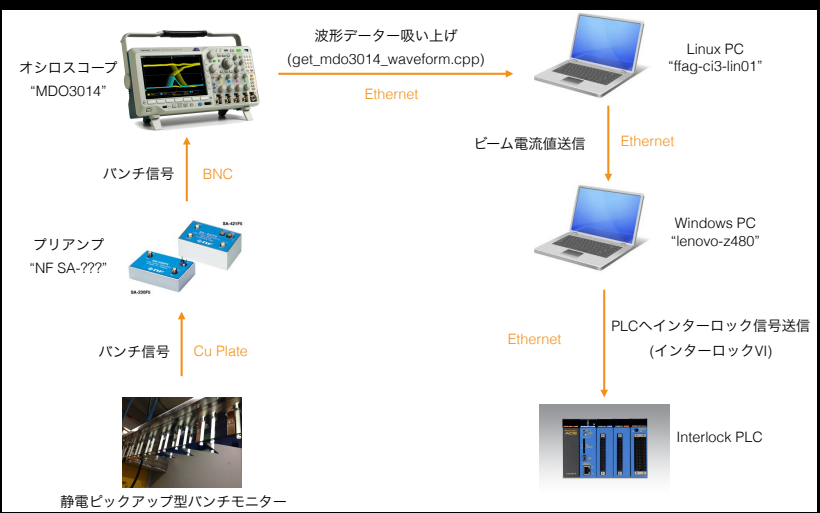 オシロスコープ
“MDO3014”
波形データー吸い上げ
(get_mdo3014_waveform.cpp)
Ethernet
Linux PC
“ffag-ci3-lin01”
ビーム電流値送信
Ethernet
バンチ信号
BNC
プリアンプ
“NF SA-???”
SA-421F5
SA-230F5
Windows PC
“lenovo-z480”
バンチ信号
Cu Plate
Ethernet
PLCへインターロック信号送信
(インターロックVI)
Interlock PLC
静電ピックアップ型バンチモニター